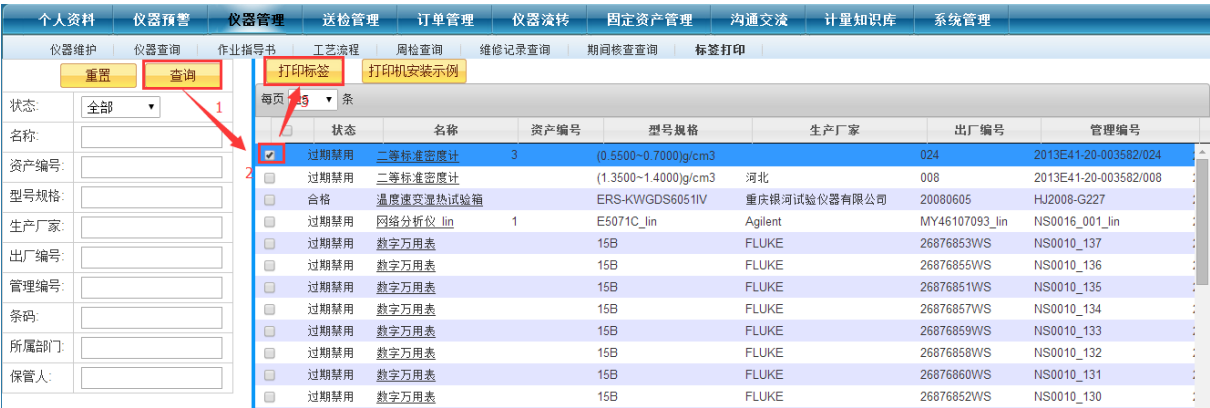 个人资料 仪器预警 仪器管理 送检管理 订单管理 仪器流转 固定资产管理 沟通交流 计量知识库 系统管理
仪器维护 仪器查询 作业指导书 工艺流程 周检查询 维修记录查询 期间核查查询 标签打印
重置 查询
状态: 全部
名称:
资产编号:
型号规格:
生产厂家:
出厂编号:
管理编号:
条码:
所属部门:
保管人:
1
2
3
打印标签 打印机安装示例
每页 25 条
状态 名称 资产编号 型号规格 生产厂家 出厂编号 管理编号
过期禁用 二等标准密度计 3 (0.5500~0.7000)g/cm3 024 2013E41-20-003582/024
过期禁用 二等标准密度计 (1.3500~1.4000)g/cm3 河北 008 2013E41-20-003582/008
合格 温度速变湿热试验箱 ERS-KWGDS6051IV 重庆银河试验仪器有限公司 20080605 HJ2008-G227
过期禁用 网络分析仪_lin 1 E5071C_lin Agilent MY46107093_lin NS0016_001_lin
过期禁用 数字万用表 15B FLUKE 26876853WS NS0010_137
过期禁用 数字万用表 15B FLUKE 26876855WS NS0010_136
过期禁用 数字万用表 15B FLUKE 26876851WS NS0010_135
过期禁用 数字万用表 15B FLUKE 26876857WS NS0010_134
过期禁用 数字万用表 15B FLUKE 26876859WS NS0010_133
过期禁用 数字万用表 15B FLUKE 26876858WS NS0010_132
过期禁用 数字万用表 15B FLUKE 26876860WS NS0010_131
过期禁用 数字万用表 15B FLUKE 26876852WS NS0010_130